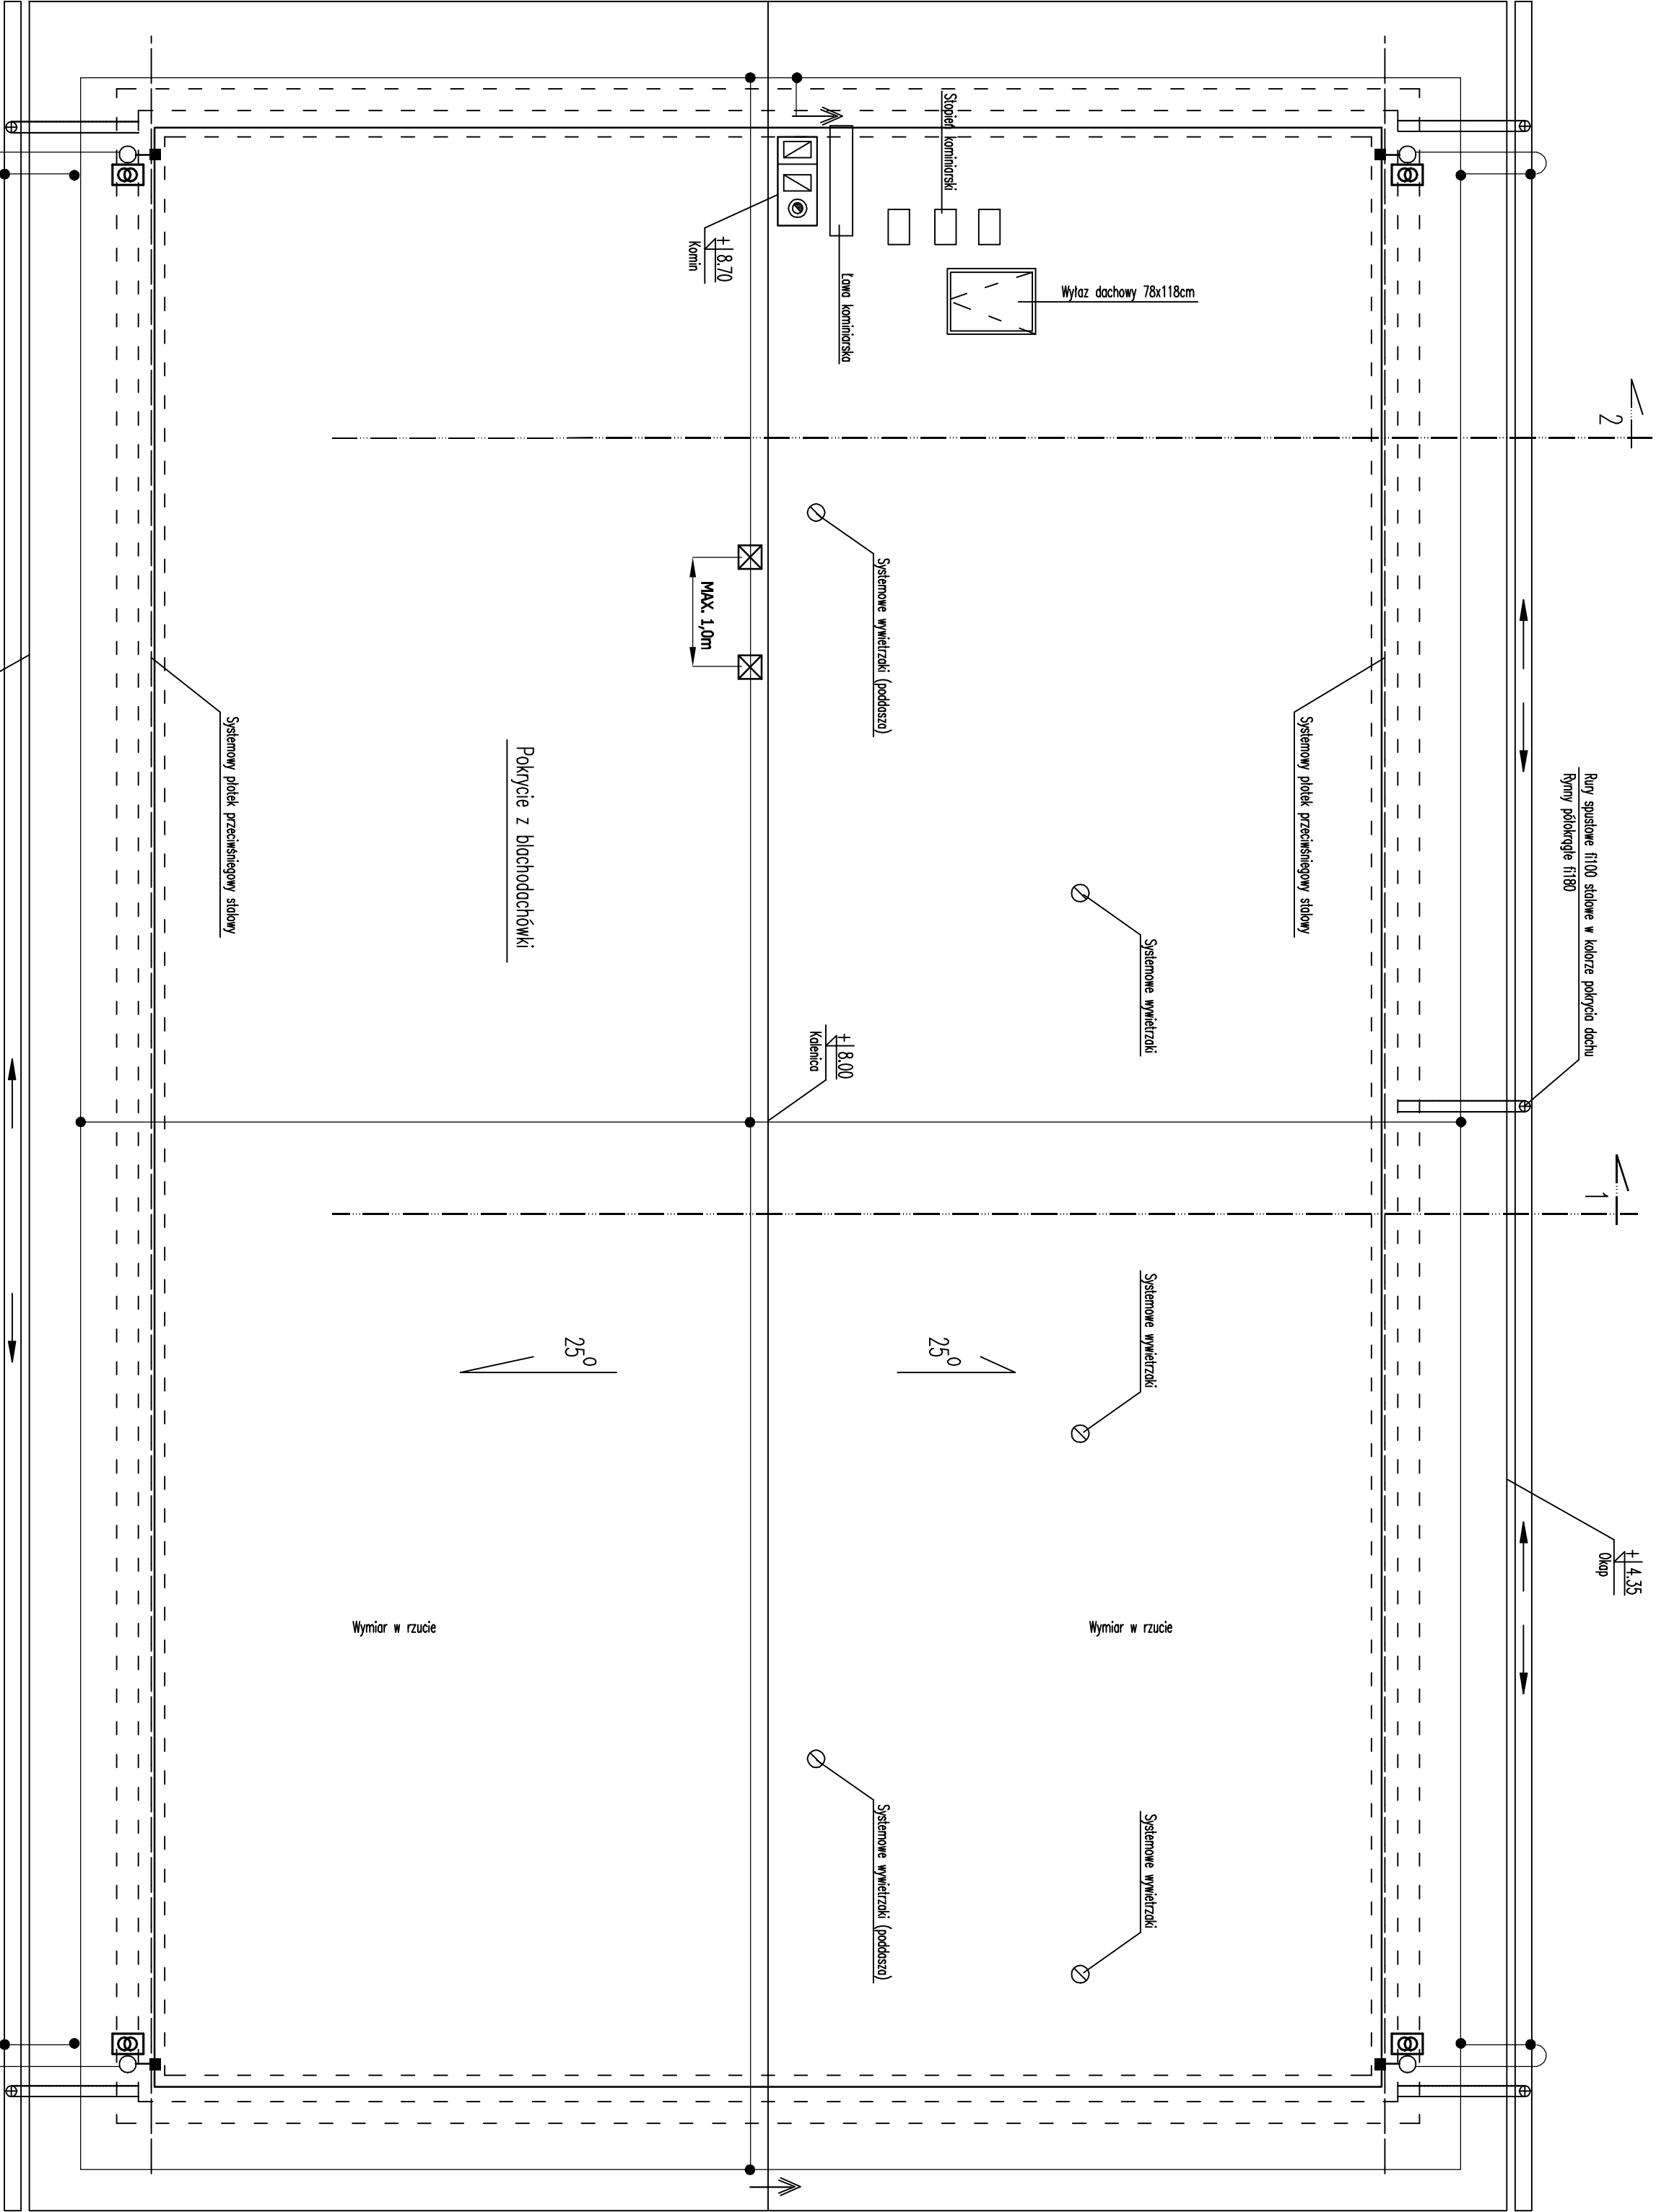 2
Rury spustowe fi100 stalowe w kolorze pokrycia dachu
Rynny półokrągłe fi180
1
+ 4.35
Okap
Systemowy płotek przeciwśniegowy stalowy
Wyłaz dachowy 78x118cm
Systemowe wywietrzaki
Systemowe wywietrzaki
Systemowe wywietrzaki
Wymiar w rzucie
Stopień kominiarski
25°
Systemowe wywietrzaki (poddasza)
Systemowe wywietrzaki (poddasza)
Ława kominiarska
+ 8.00
Kalenica
+ 8.70
Komin
MAX. 1,0m
25°
Pokrycie z blachodachówki
Wymiar w rzucie
Systemowy płotek przeciwśniegowy stalowy